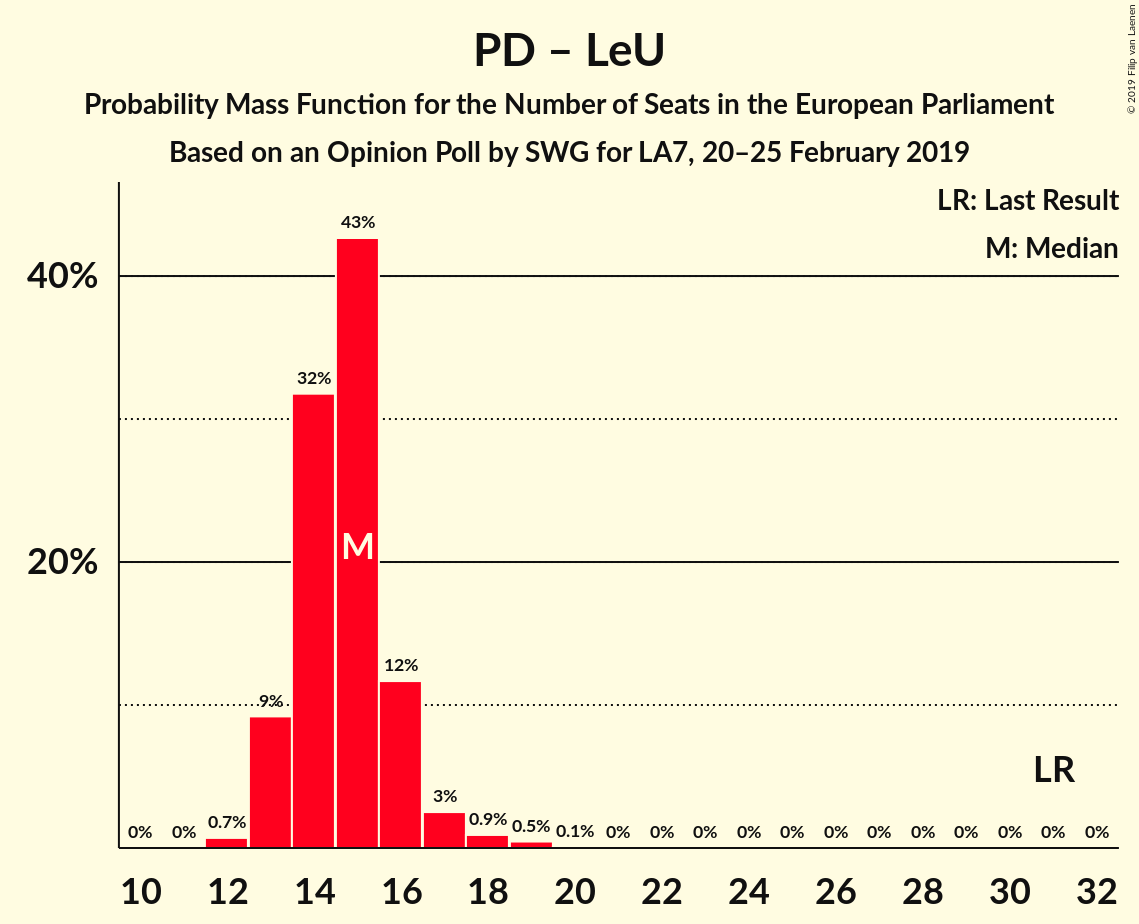 PD – LeU
Probability Mass Function for the Number of Seats in the European Parliament
Based on an Opinion Poll by SWG for LA7, 20–25 February 2019
© 2019 Filip van Laenen
LR: Last Result
M: Median
40%
20%
0% 0% 0.7% 9% 32% 43% 12% 3% 0.9% 0.5% 0.1% 0% 0% 0% 0% 0% 0% 0% 0% 0% 0% 0% 0%
M
LR
10 12 14 16 18 20 22 24 26 28 30 32